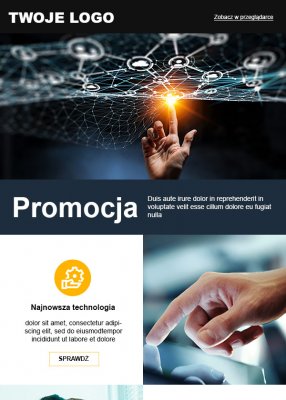 TWOJE LOGO
Zobacz w przeglądarce
Promocja
Duis aute irure dolor in reprehenderit in
voluptate velit esse cillum dolore eu fugiat
nulla
Najnowsza technologia
dolor sit amet, consectetur adipi-
scing elit, sed do eiusmodtempor
incididunt ut labore et dolore
SPRAWDŹ